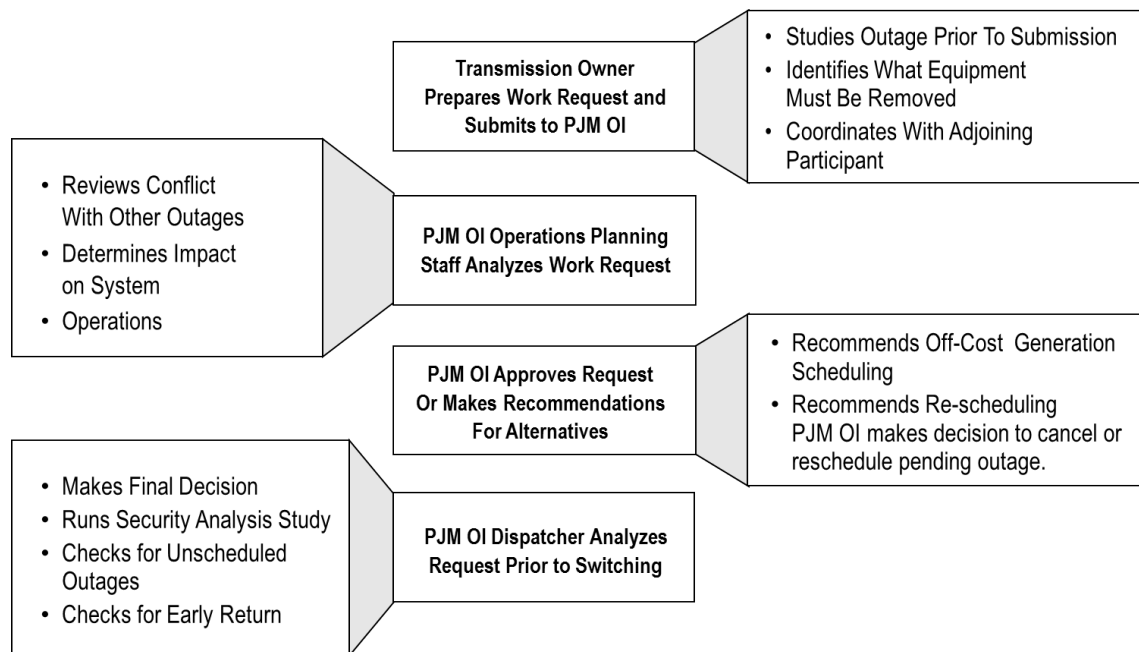 Transmission Owner
Prepares Work Request and
Submits to PJM OI
• Studies Outage Prior To Submission
• Identifies What Equipment
Must Be Removed
• Coordinates With Adjoining
Participant
• Reviews Conflict
With Other Outages
• Determines Impact
on System
• Operations
PJM OI Operations Planning
Staff Analyzes Work Request
PJM OI Approves Request
Or Makes Recommendations
For Alternatives
• Recommends Off-Cost Generation
Scheduling
• Recommends Re-scheduling
PJM OI makes decision to cancel or
reschedule pending outage.
• Makes Final Decision
• Runs Security Analysis Study
• Checks for Unscheduled
Outages
• Checks for Early Return
PJM OI Dispatcher Analyzes
Request Prior to Switching